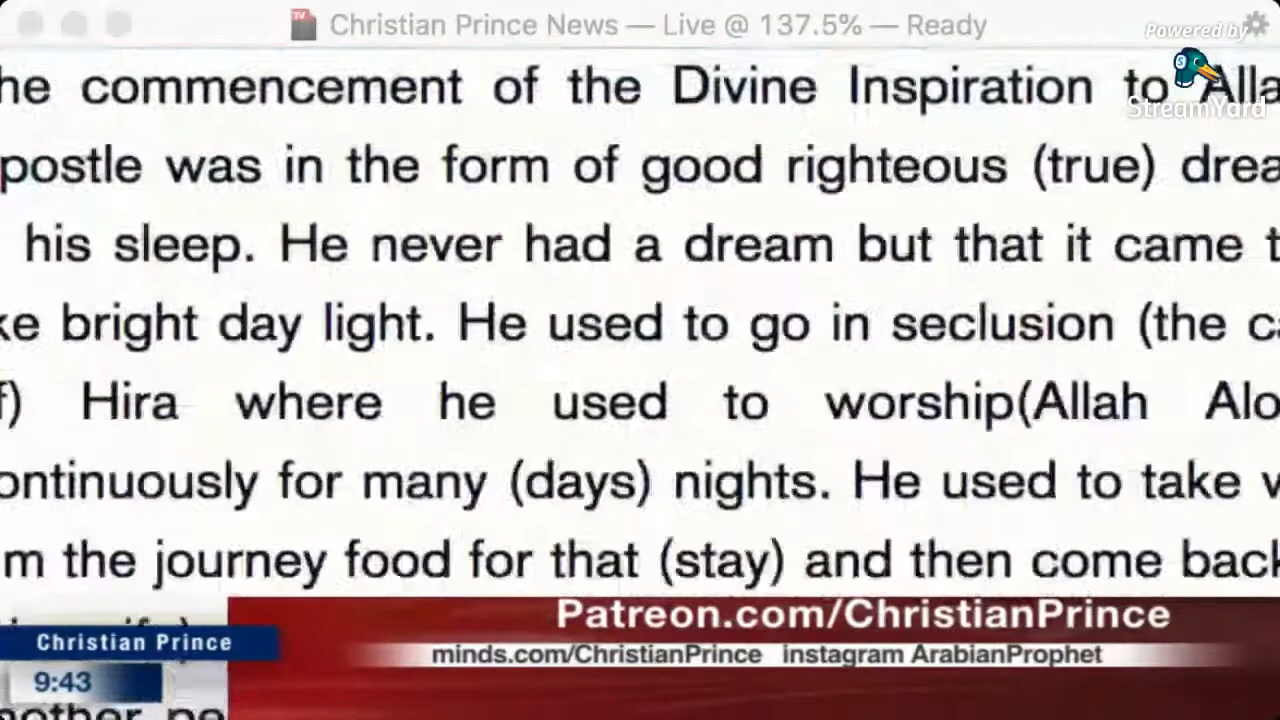 Christian Prince News — Live @ 137.5% — Ready
Powered by
StreamYard
he commencement of the Divine Inspiration to Alla
postle was in the form of good righteous (true) drea
his sleep. He never had a dream but that it came t
ke bright day light. He used to go in seclusion (the ca
f) Hira where he used to worship(Allah Alo
ontinuously for many (days) nights. He used to take w
m the journey food for that (stay) and then come back
Patreon.com/ChristianPrince
Christian Prince
minds.com/ChristianPrince instagram ArabianProphet
9:43